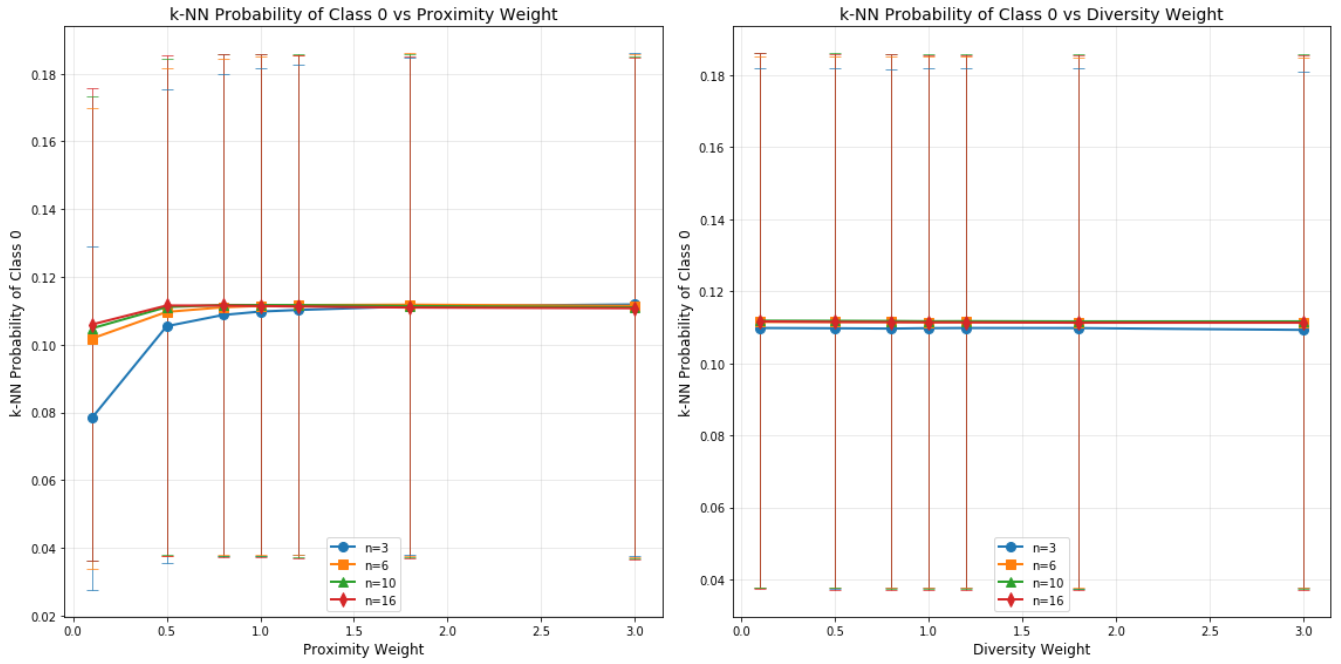 k-NN Probability of Class 0 vs Proximity Weight
k-NN Probability of Class 0
0.18
0.16
0.14
0.12
0.10
0.08
0.06
0.04
0.02
n=3
n=6
n=10
n=16
0.0 0.5 1.0 1.5 2.0 2.5 3.0
Proximity Weight
k-NN Probability of Class 0 vs Diversity Weight
k-NN Probability of Class 0
0.18
0.16
0.14
0.12
0.10
0.08
0.06
0.04
n=3
n=6
n=10
n=16
0.0 0.5 1.0 1.5 2.0 2.5 3.0
Diversity Weight